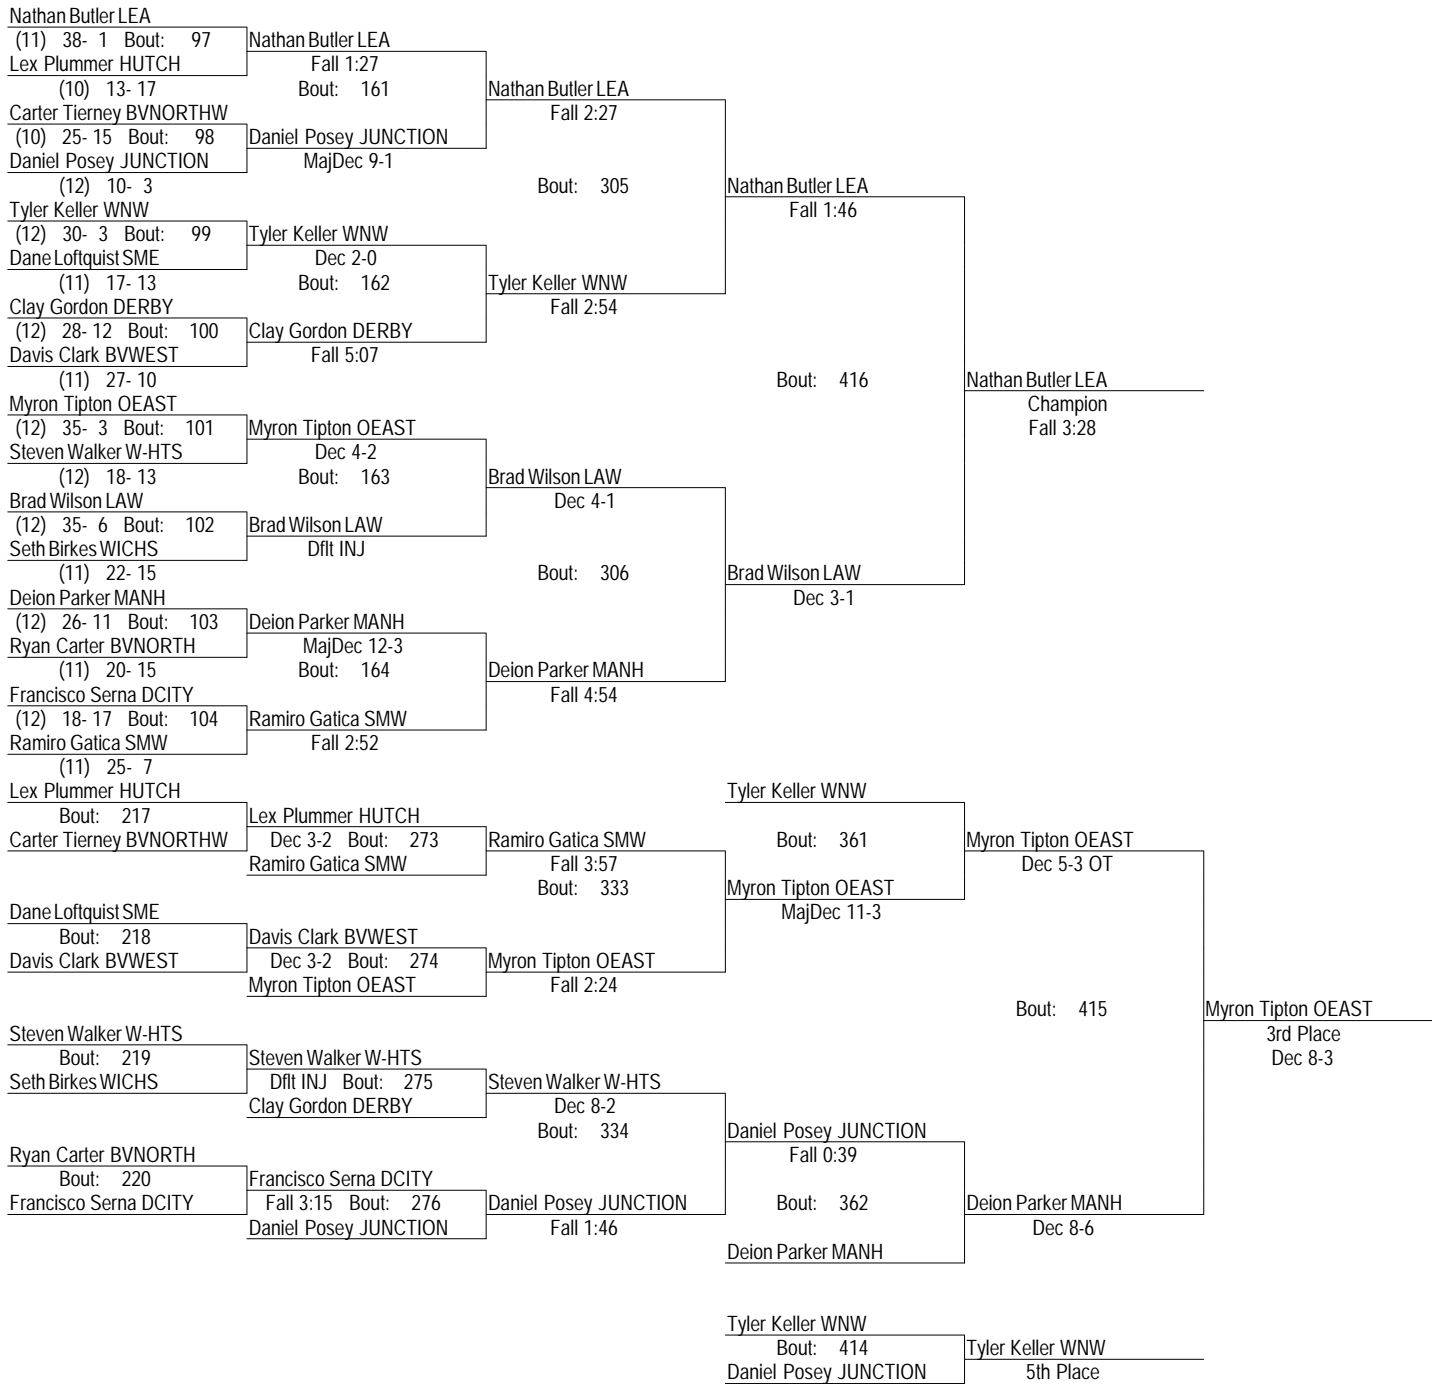 Nathan Butler LEA
(11) 38- 1 Bout: 97
Nathan Butler LEA
Lex Plummer HUTCH
Fall 1:27
(10) 13- 17
Bout: 161
Nathan Butler LEA
Carter Tierney BVNORTHW
Fall 2:27
(10) 25- 15 Bout: 98
Daniel Posey JUNCTION
Daniel Posey JUNCTION
MajDec 9-1
(12) 10- 3
Bout: 305
Nathan Butler LEA
Tyler Keller WNW
Fall 1:46
(12) 30- 3 Bout: 99
Tyler Keller WNW
Dane Loftquist SME
Dec 2-0
(11) 17- 13
Bout: 162
Tyler Keller WNW
Clay Gordon DERBY
Fall 2:54
(12) 28- 12 Bout: 100
Clay Gordon DERBY
Davis Clark BVWEST
Fall 5:07
(11) 27- 10
Bout: 416
Nathan Butler LEA
Myron Tipton OEAST
Champion
(12) 35- 3 Bout: 101
Myron Tipton OEAST
Fall 3:28
Steven Walker W-HTS
Dec 4-2
(12) 18- 13
Bout: 163
Brad Wilson LAW
Brad Wilson LAW
Dec 4-1
(12) 35- 6 Bout: 102
Brad Wilson LAW
Seth Birkes WICHS
Dflt INJ
(11) 22- 15
Bout: 306
Brad Wilson LAW
Deion Parker MANH
Dec 3-1
(12) 26- 11 Bout: 103
Deion Parker MANH
Ryan Carter BVNORTH
MajDec 12-3
(11) 20- 15
Bout: 164
Deion Parker MANH
Francisco Serna DCITY
Fall 4:54
(12) 18- 17 Bout: 104
Ramiro Gatica SMW
Ramiro Gatica SMW
Fall 2:52
(11) 25- 7
Lex Plummer HUTCH
Tyler Keller WNW
Bout: 217
Lex Plummer HUTCH
Carter Tierney BVNORTHW
Dec 3-2 Bout: 273
Ramiro Gatica SMW
Bout: 361
Myron Tipton OEAST
Ramiro Gatica SMW
Fall 3:57
Dec 5-3 OT
Bout: 333
Myron Tipton OEAST
Dane Loftquist SME
MajDec 11-3
Bout: 218
Davis Clark BVWEST
Davis Clark BVWEST
Dec 3-2 Bout: 274
Myron Tipton OEAST
Myron Tipton OEAST
Fall 2:24
Bout: 415
Myron Tipton OEAST
Steven Walker W-HTS
3rd Place
Bout: 219
Steven Walker W-HTS
Dec 8-3
Seth Birkes WICHS
Dflt INJ Bout: 275
Steven Walker W-HTS
Clay Gordon DERBY
Dec 8-2
Bout: 334
Daniel Posey JUNCTION
Ryan Carter BVNORTH
Fall 0:39
Bout: 220
Francisco Serna DCITY
Francisco Serna DCITY
Fall 3:15 Bout: 276
Daniel Posey JUNCTION
Bout: 362
Deion Parker MANH
Daniel Posey JUNCTION
Fall 1:46
Dec 8-6
Deion Parker MANH
Tyler Keller WNW
Bout: 414
Tyler Keller WNW
Daniel Posey JUNCTION
5th Place